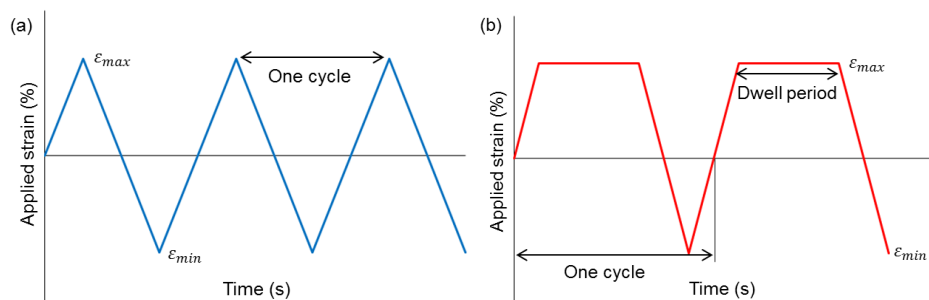 (a)
Applied strain (%)
εmax
One cycle
εmin
Time (s)
(b)
Applied strain (%)
εmax
Dwell period
One cycle
εmin
Time (s)